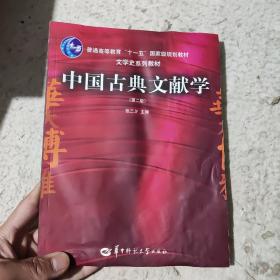 普通高等教育“十一五”国家级规划教材
文学史系列教材
中国古典文献学
(第二版)
张三夕 主编
华中师范大学出版社